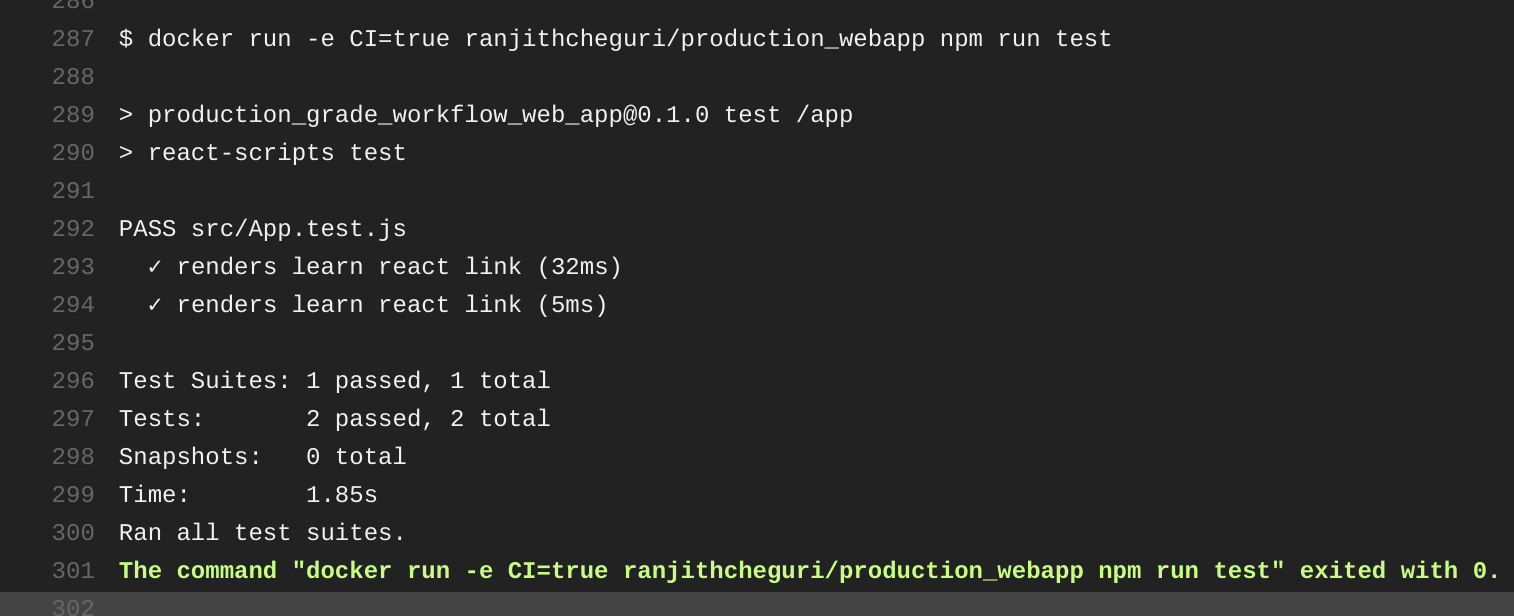 286
287 $ docker run -e CI=true ranjithcheguri/production_webapp npm run test
288
289 > production_grade_workflow_web_app@0.1.0 test /app
290 > react-scripts test
291
292 PASS src/App.test.js
293   ✓ renders learn react link (32ms)
294   ✓ renders learn react link (5ms)
295
296 Test Suites: 1 passed, 1 total
297 Tests:       2 passed, 2 total
298 Snapshots:   0 total
299 Time:        1.85s
300 Ran all test suites.
301 The command "docker run -e CI=true ranjithcheguri/production_webapp npm run test" exited with 0.
302